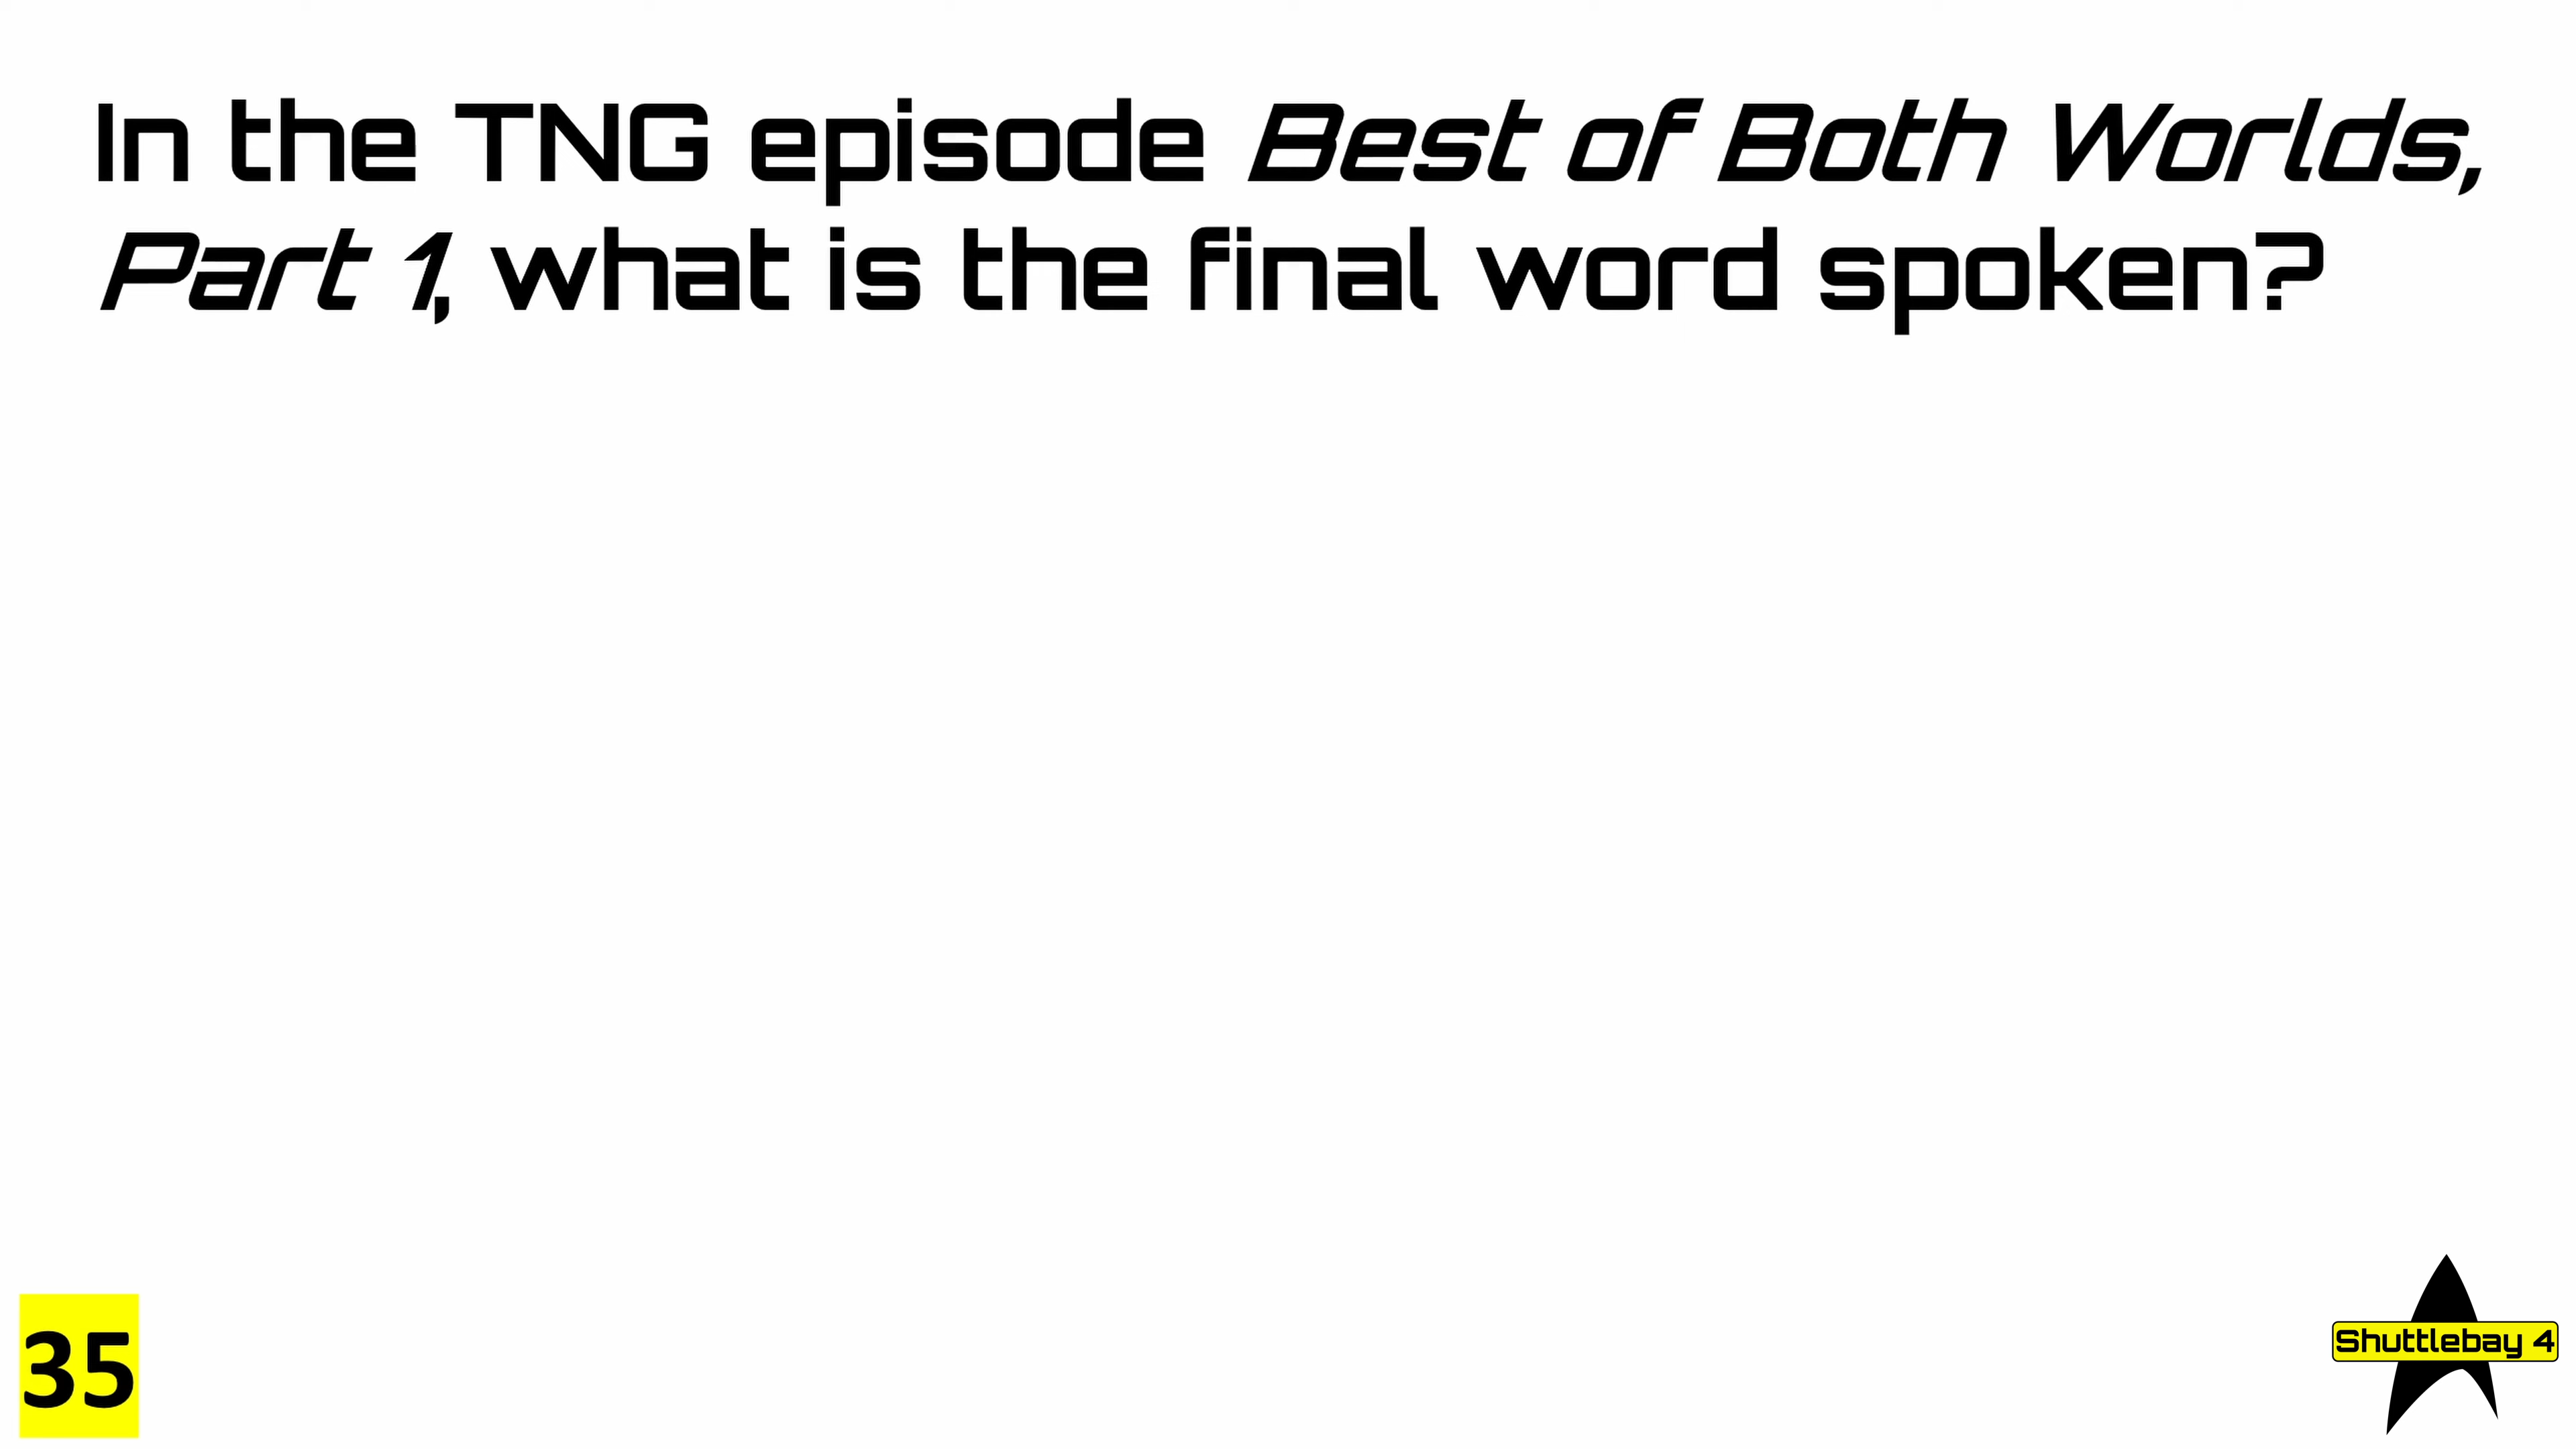 In the TNG episode Best of Both Worlds,
Part 1, what is the final word spoken?
35
Shuttlebay 4